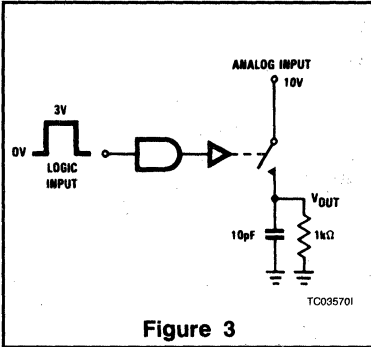 ANALOG INPUT
10V
3V
0V
LOGIC
INPUT
VOUT
10pF
1kΩ
TC03570I
Figure 3